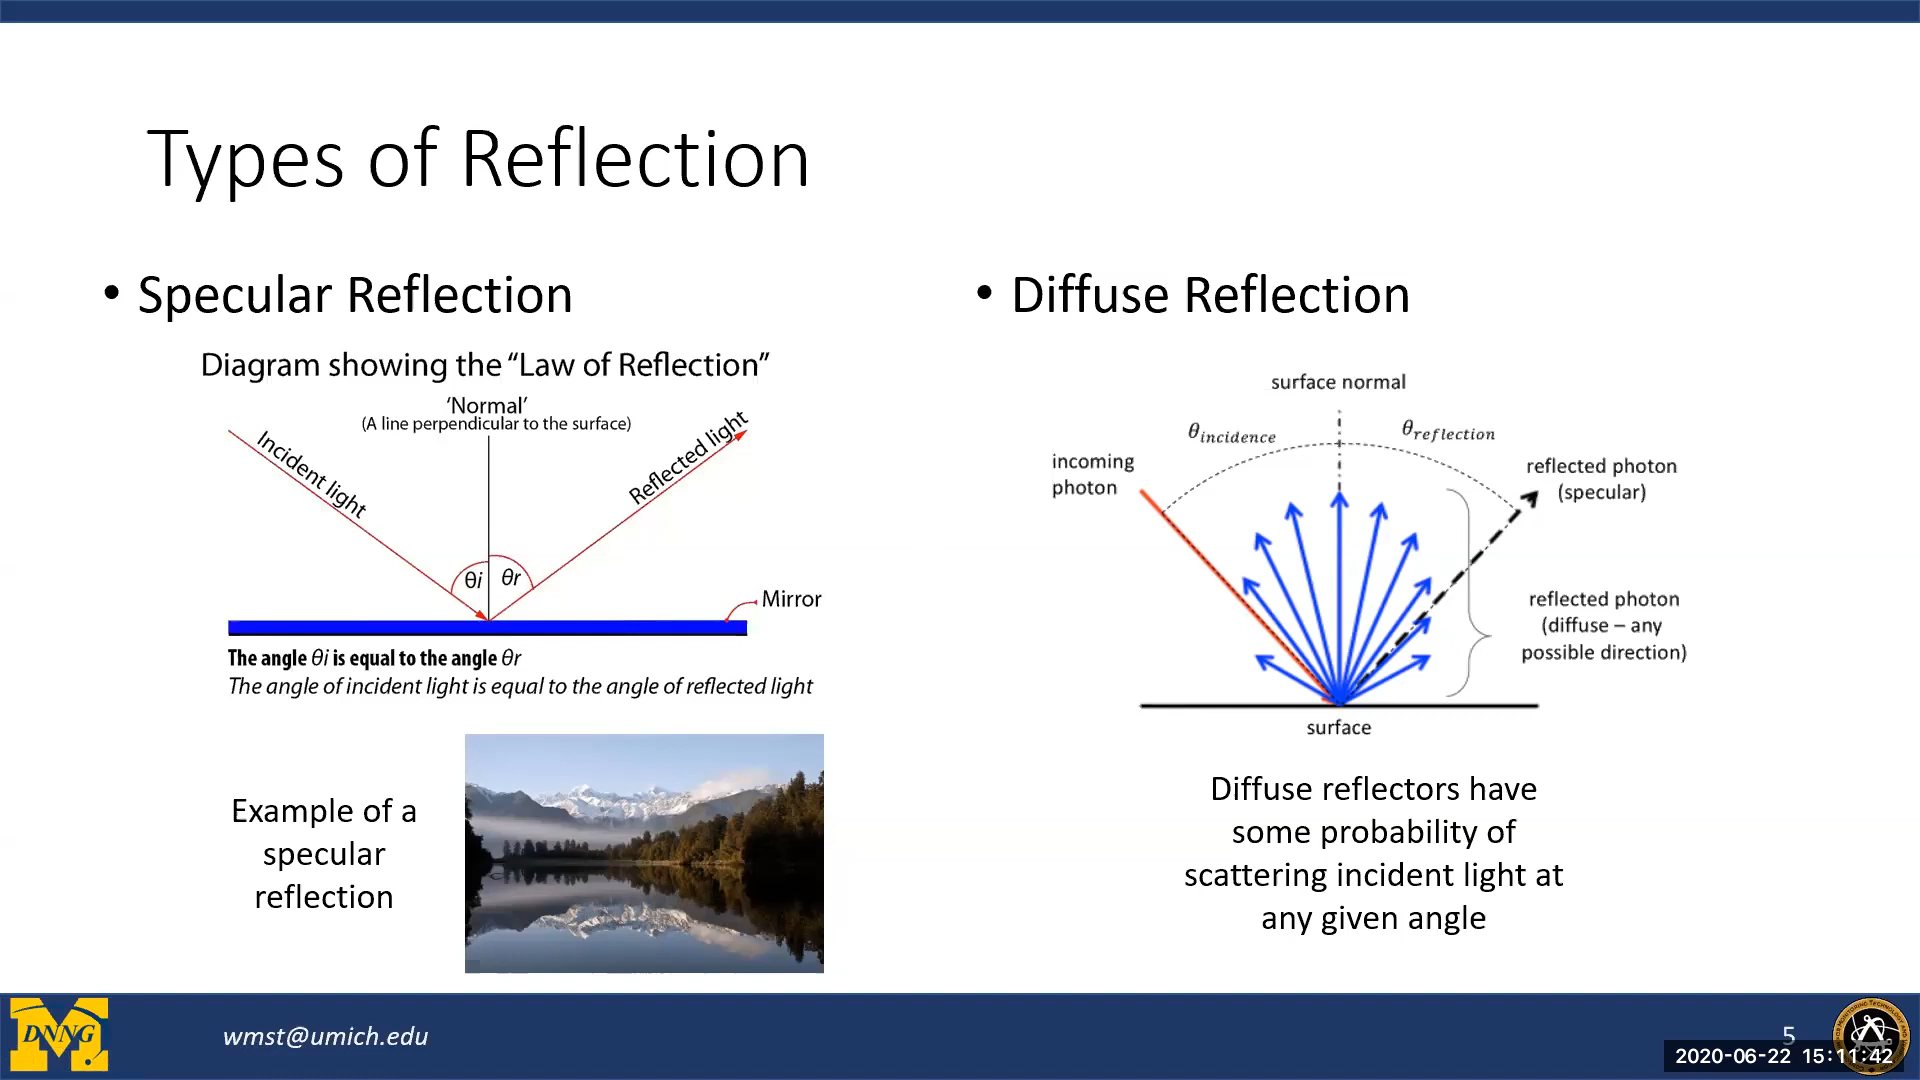 Types of Reflection
• Specular Reflection
Diagram showing the “Law of Reflection”
‘Normal’
(A line perpendicular to the surface)
Incident light
Reflected light
θi
θr
Mirror
The angle θi is equal to the angle θr
The angle of incident light is equal to the angle of reflected light
Example of a
specular
reflection
• Diffuse Reflection
surface normal
θincidence
θreflection
incoming
photon
reflected photon
(specular)
reflected photon
(diffuse – any
possible direction)
surface
Diffuse reflectors have
some probability of
scattering incident light at
any given angle
DNNG
wmst@umich.edu
5
2020-06-22 15:11:42